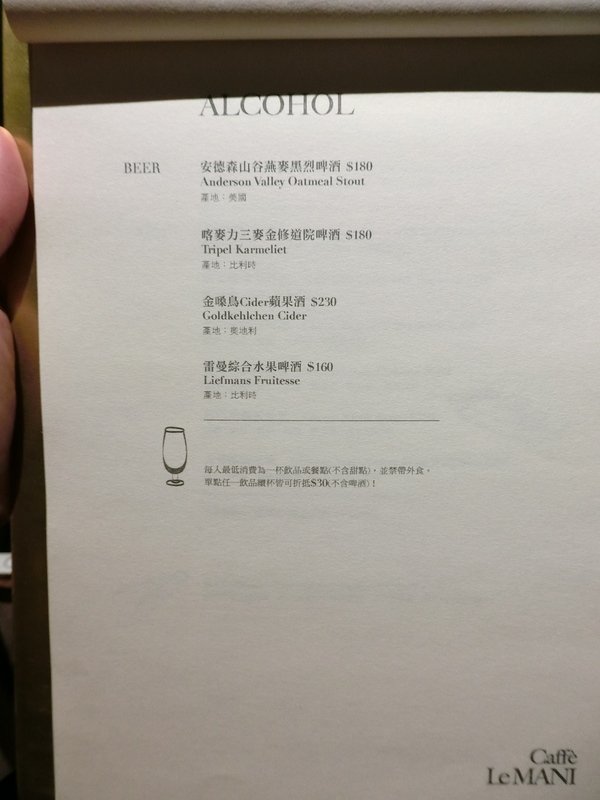 ALCOHOL
BEER
安德森山谷燕麥黑烈啤酒 $180
Anderson Valley Oatmeal Stout
產地：美國
喀麥力三麥金修道院啤酒 $180
Tripel Karmeliet
產地：比利時
金嗓鳥Cider蘋果酒 $230
Goldkehlchen Cider
產地：奧地利
雷曼綜合水果啤酒 $160
Liefmans Fruitesse
產地：比利時
每人最低消費為一杯飲品或餐點(不含甜點)，並禁帶外食。
單點任一飲品續杯皆可折抵$30(不含啤酒)！
Caffè
Le MANI